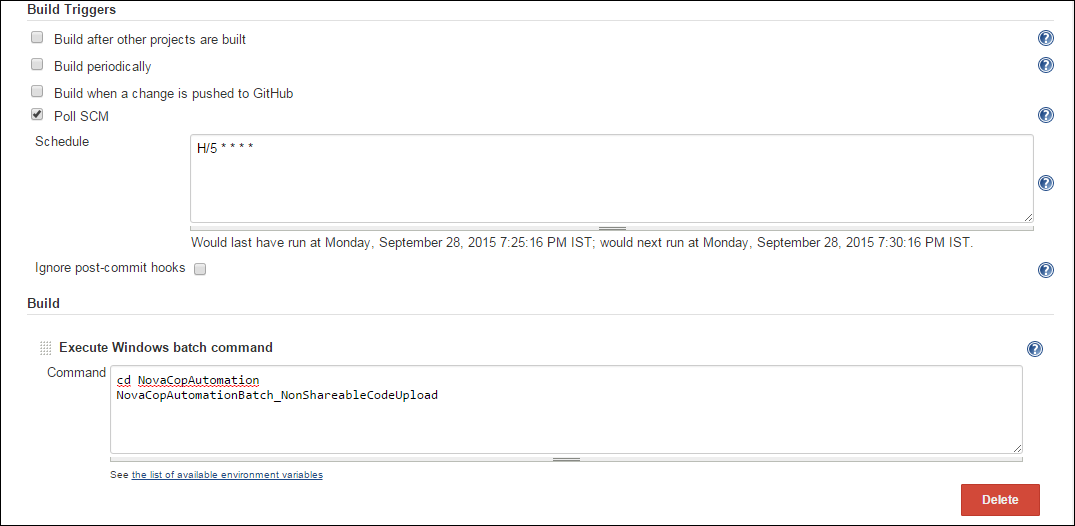 Build Triggers
Build after other projects are built
Build periodically
Build when a change is pushed to GitHub
Poll SCM
Schedule
H/5 * * * *
Would last have run at Monday, September 28, 2015 7:25:16 PM IST; would next run at Monday, September 28, 2015 7:30:16 PM IST.
Ignore post-commit hooks
Build
Execute Windows batch command
Command
cd NovaCopAutomation
NovaCopAutomationBatch_NonShareableCodeUpload
See the list of available environment variables
Delete